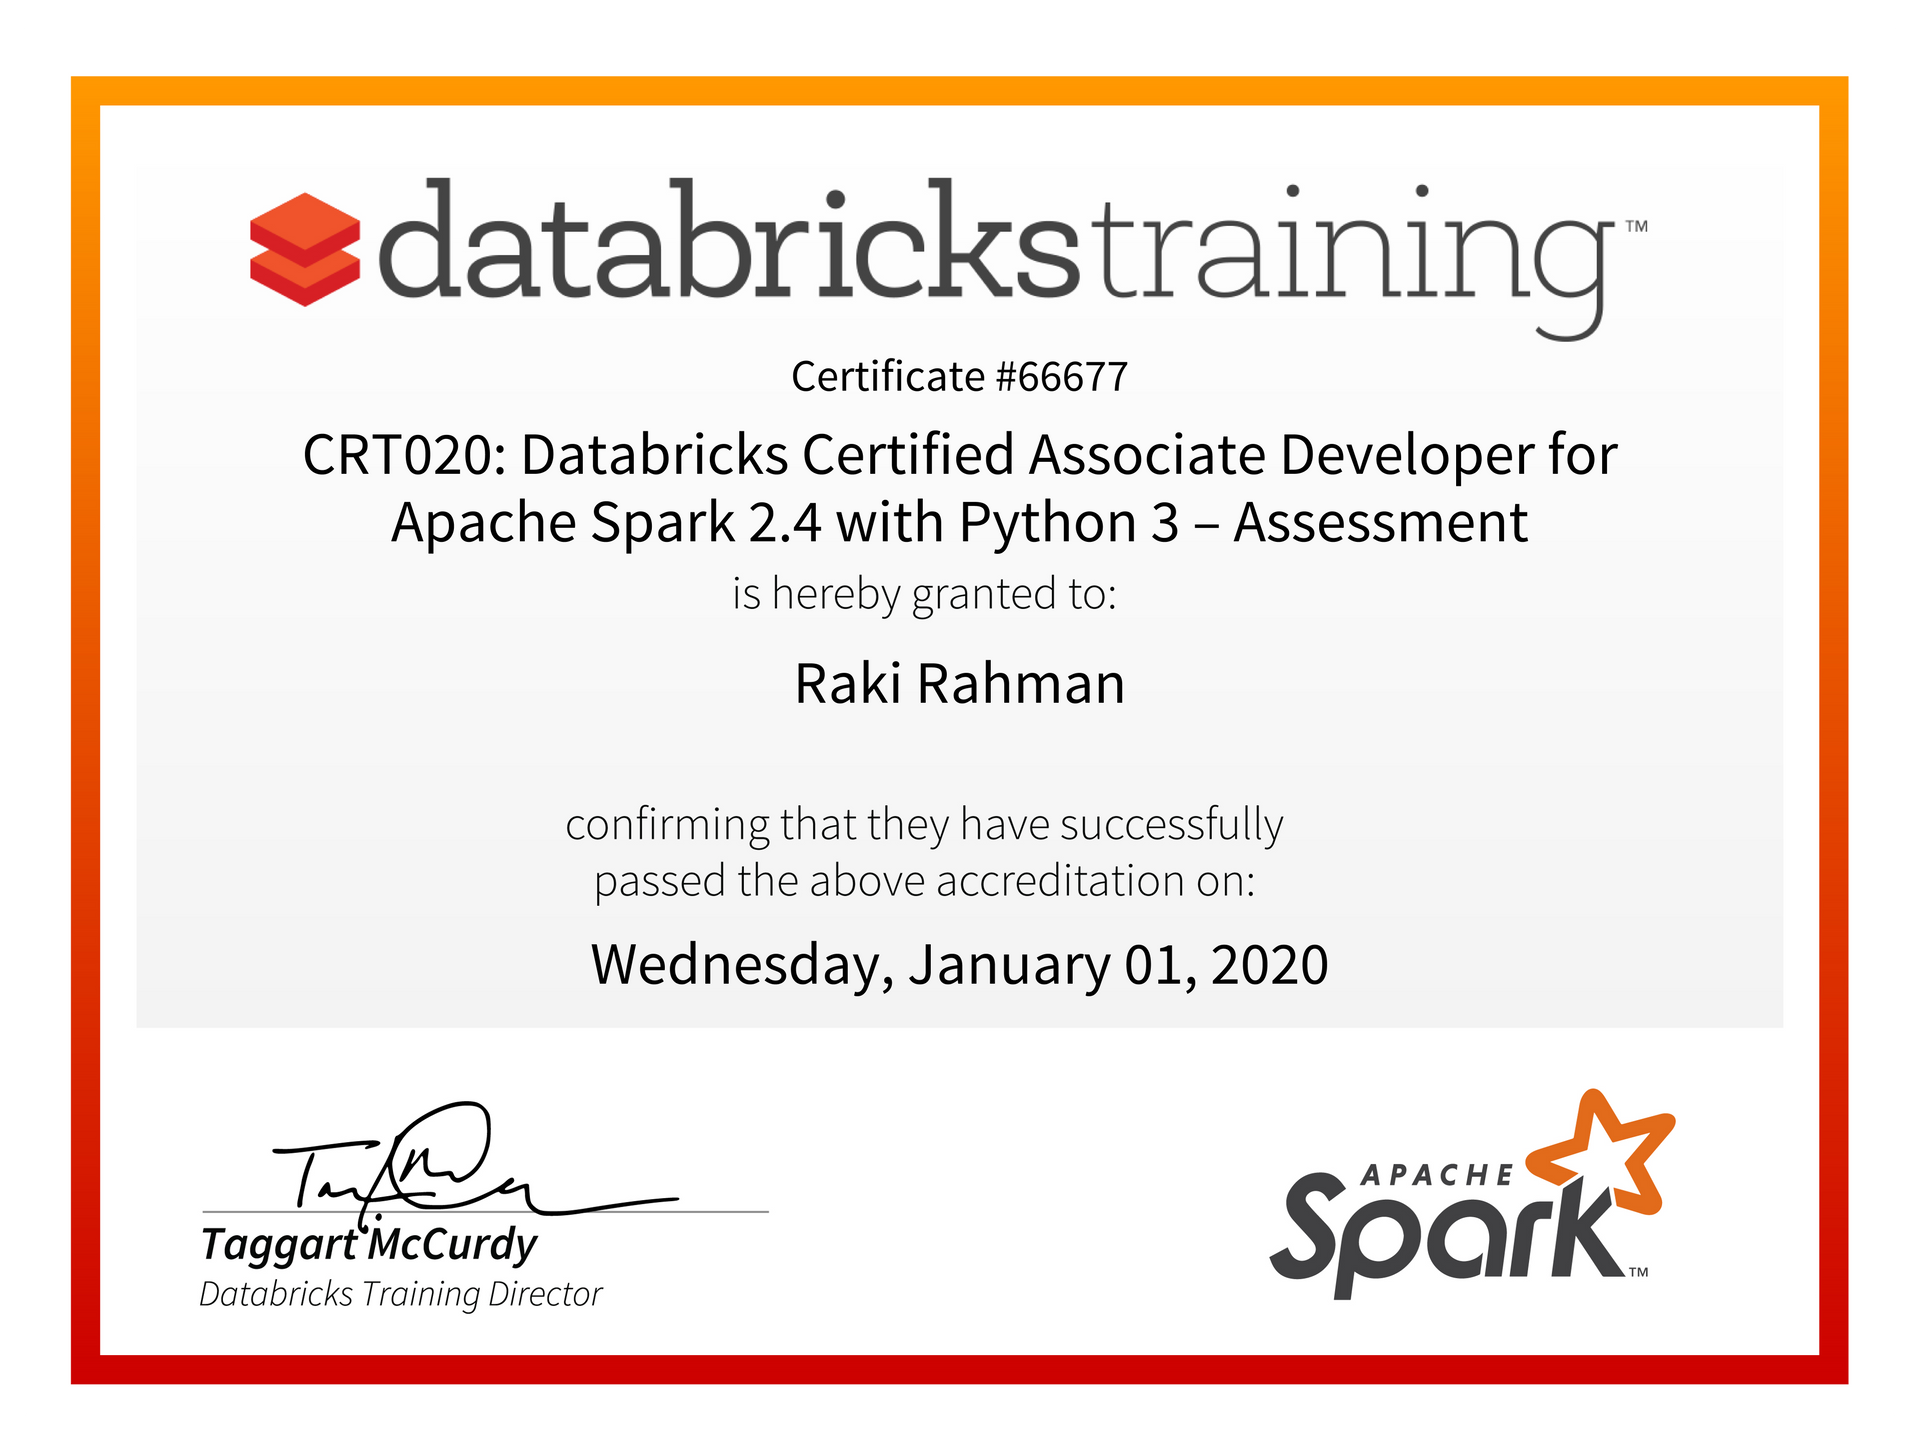 databrickstraining™
Certificate #66677
CRT020: Databricks Certified Associate Developer for
Apache Spark 2.4 with Python 3 – Assessment
is hereby granted to:
Raki Rahman
confirming that they have successfully
passed the above accreditation on:
Wednesday, January 01, 2020
Taggart McCurdy
Databricks Training Director
APACHE
Spark™